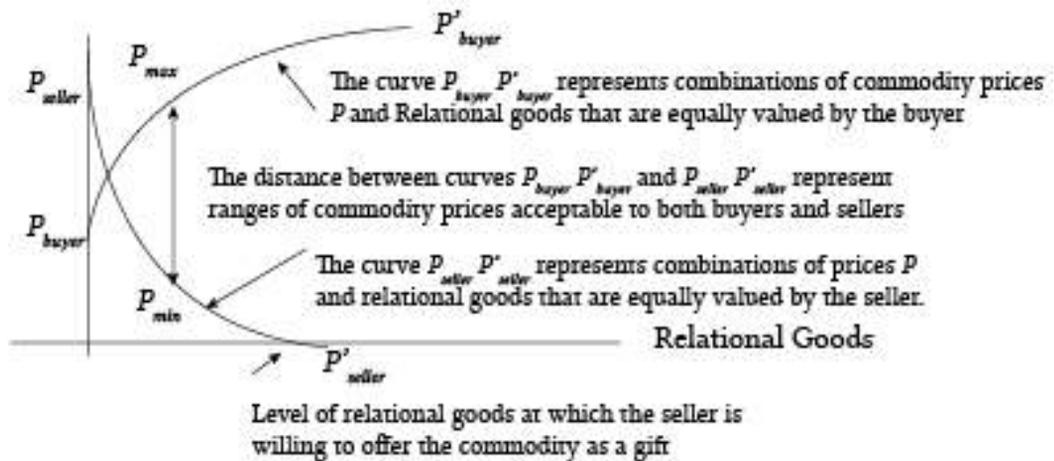 P'buyer
Pmax
Pseller
The curve Pbuyer P'buyer represents combinations of commodity prices
P and Relational goods that are equally valued by the buyer
The distance between curves Pbuyer P'buyer and Pseller P'seller represent
ranges of commodity prices acceptable to both buyers and sellers
Pbuyer
The curve Pseller P'seller represents combinations of prices P
and relational goods that are equally valued by the seller.
Pmin
Relational Goods
P'seller
Level of relational goods at which the seller is
willing to offer the commodity as a gift